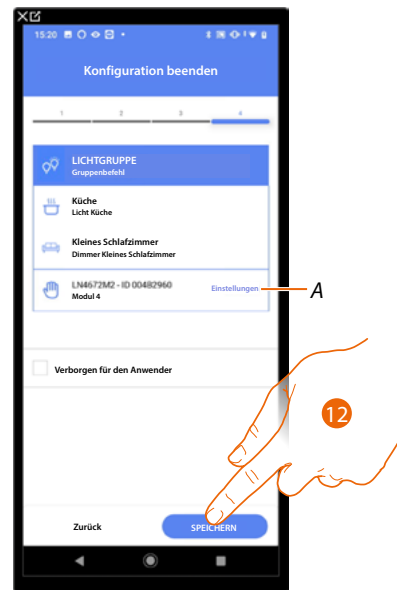 15:20
Konfiguration beenden
1 2 3 4
LICHTGRUPPE
Gruppenbefehl
Küche
Licht Küche
Kleines Schlafzimmer
Dimmer Kleines Schlafzimmer
LN4672M2 - ID 00482960
Modul 4
Einstellungen
A
Verborgen für den Anwender
12
Zurück
SPEICHERN